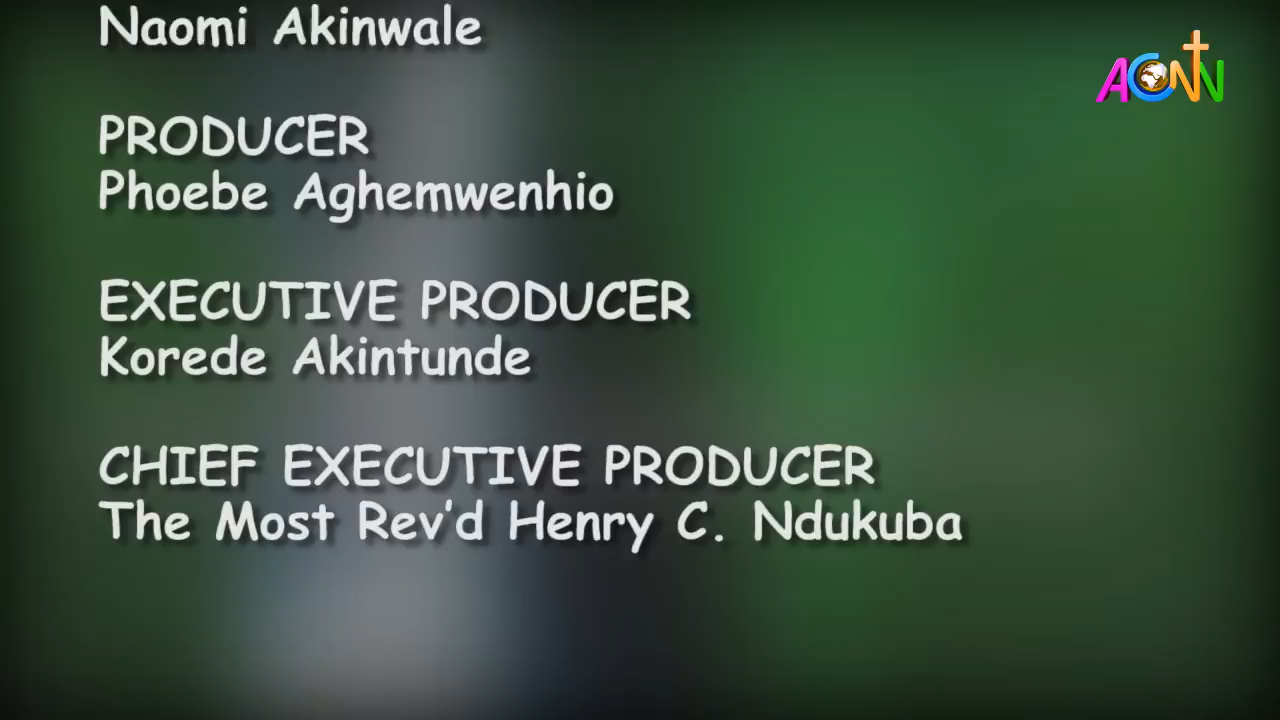 Naomi Akinwale
ACNN
PRODUCER
Phoebe Aghemwenhio
EXECUTIVE PRODUCER
Korede Akintunde
CHIEF EXECUTIVE PRODUCER
The Most Rev'd Henry C. Ndukuba